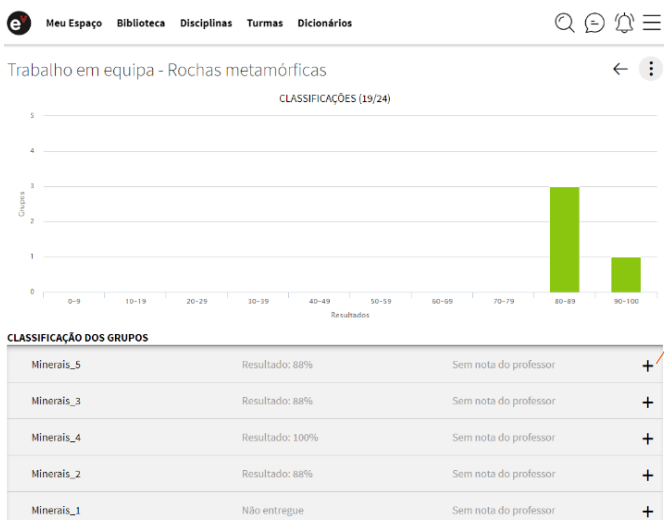 eV Meu Espaço Biblioteca Disciplinas Turmas Dicionários
Trabalho em equipa - Rochas metamórficas
CLASSIFICAÇÕES (19/24)
5
4
3
2
1
0
Grupos
0-9 10-19 20-29 30-39 40-49 50-59 60-69 70-79 80-89 90-100
Resultados
CLASSIFICAÇÃO DOS GRUPOS
Minerais_5 Resultado: 88% Sem nota do professor +
Minerais_3 Resultado: 88% Sem nota do professor +
Minerais_4 Resultado: 100% Sem nota do professor +
Minerais_2 Resultado: 88% Sem nota do professor +
Minerais_1 Não entregue Sem nota do professor +